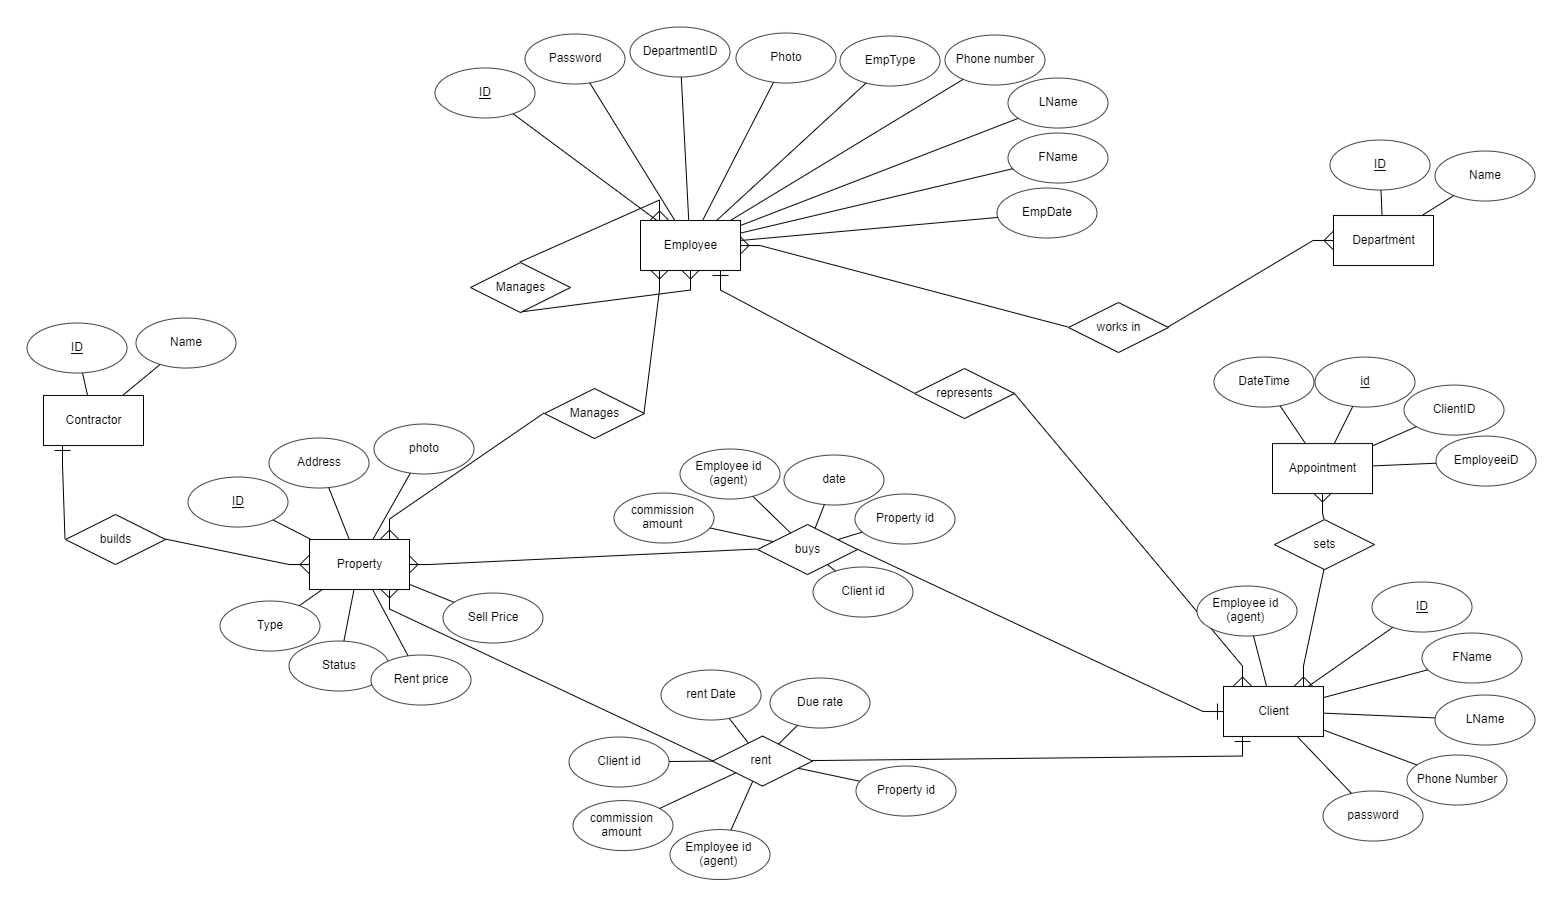 Password
DepartmentID
Photo
EmpType
Phone number
ID
LName
FName
EmpDate
ID
Name
Employee
Department
Manages
works in
ID
Name
Contractor
Manages
represents
DateTime
id
ClientID
EmployeeiD
Appointment
Address
photo
ID
Employee id
(agent)
date
commission
amount
Property id
builds
Property
buys
sets
Client id
Type
Sell Price
Status
Rent price
Employee id
(agent)
ID
FName
LName
Client
Phone Number
password
rent Date
Due rate
rent
Client id
Property id
commission
amount
Employee id
(agent)